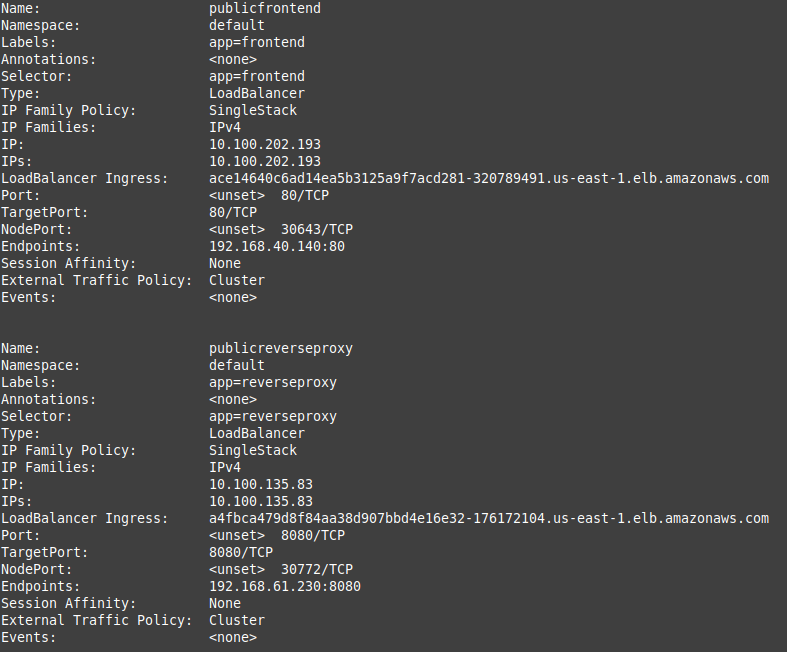 Name:                     publicfrontend
Namespace:                default
Labels:                   app=frontend
Annotations:              <none>
Selector:                 app=frontend
Type:                     LoadBalancer
IP Family Policy:         SingleStack
IP Families:              IPv4
IP:                       10.100.202.193
IPs:                      10.100.202.193
LoadBalancer Ingress:     ace14640c6ad14ea5b3125a9f7acd281-320789491.us-east-1.elb.amazonaws.com
Port:                     <unset>  80/TCP
TargetPort:               80/TCP
NodePort:                 <unset>  30643/TCP
Endpoints:                192.168.40.140:80
Session Affinity:         None
External Traffic Policy:  Cluster
Events:                   <none>

Name:                     publicreverseproxy
Namespace:                default
Labels:                   app=reverseproxy
Annotations:              <none>
Selector:                 app=reverseproxy
Type:                     LoadBalancer
IP Family Policy:         SingleStack
IP Families:              IPv4
IP:                       10.100.135.83
IPs:                      10.100.135.83
LoadBalancer Ingress:     a4fbca479d8f84aa38d907bbd4e16e32-176172104.us-east-1.elb.amazonaws.com
Port:                     <unset>  8080/TCP
TargetPort:               8080/TCP
NodePort:                 <unset>  30772/TCP
Endpoints:                192.168.61.230:8080
Session Affinity:         None
External Traffic Policy:  Cluster
Events:                   <none>